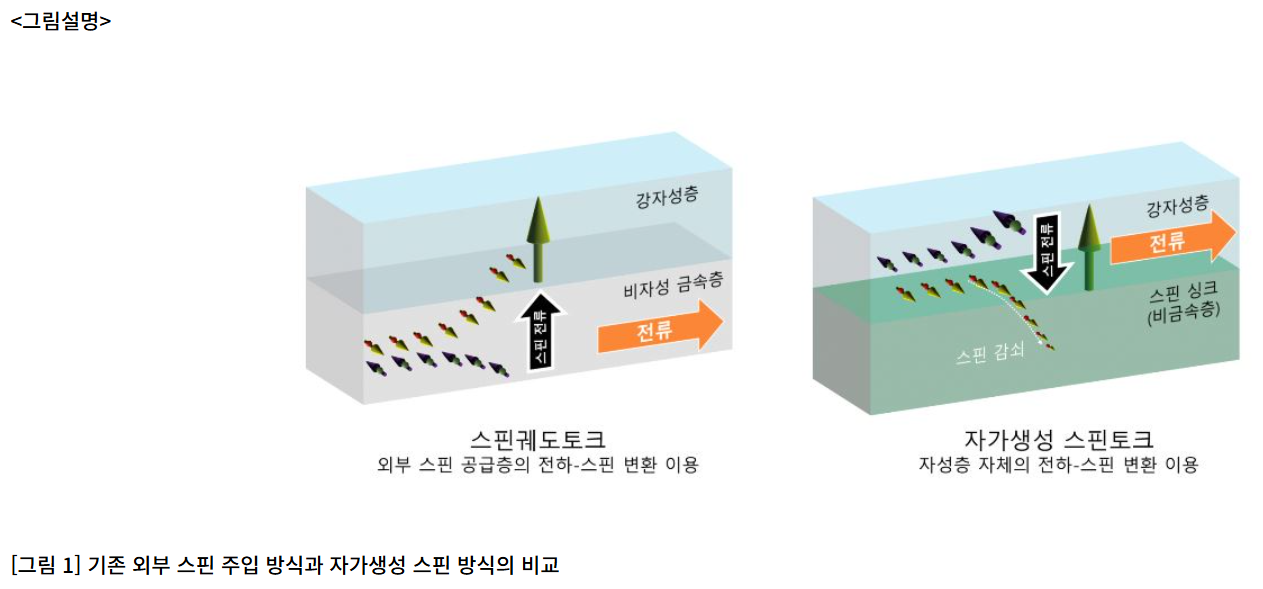 <그림설명>
강자성층
비자성 금속층
스핀 전류
전류
스핀궤도토크
외부 스핀 공급층의 전하-스핀 변환 이용
강자성층
전류
스핀 전류
스핀 싱크
(비금속층)
스핀 감쇠
자가생성 스핀토크
자성층 자체의 전하-스핀 변환 이용
[그림 1] 기존 외부 스핀 주입 방식과 자가생성 스핀 방식의 비교